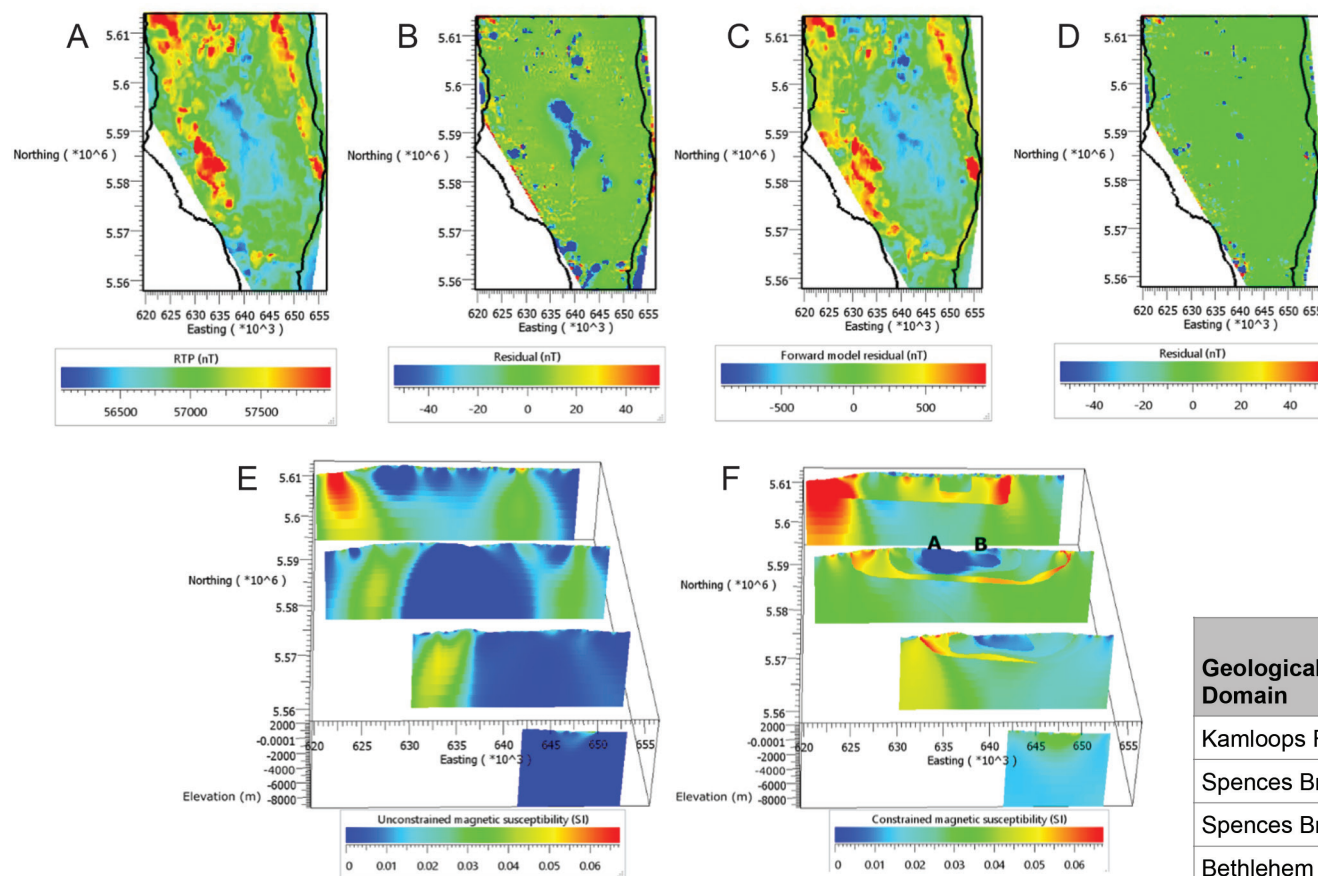 A
5.61
5.6
5.59
Northing ( *10^6 )
5.58
5.57
5.56
620 625 630 635 640 645 650 655
Easting ( *10^3 )
RTP (nT)
56500 57000 57500
B
5.61
5.6
5.59
Northing ( *10^6 )
5.58
5.57
5.56
620 625 630 635 640 645 650 655
Easting ( *10^3 )
Residual (nT)
-40 -20 0 20 40
C
5.61
5.6
5.59
Northing ( *10^6 )
5.58
5.57
5.56
620 625 630 635 640 645 650 655
Easting ( *10^3 )
Forward model residual (nT)
-500 0 500
D
5.61
5.6
5.59
Northing ( *10^6 )
5.58
5.57
5.56
620 625 630 635 640 645 650
Easting ( *10^3 )
Residual (nT)
-40 -20 0 20 40
E
5.61
5.6
5.59
Northing ( *10^6 )
5.58
5.57
5.56
2000
-0.0001
-2000
-4000
-6000
-8000
Elevation (m)
620 625 630 635 640 645 650 655
Easting ( *10^3 )
Unconstrained magnetic susceptibility (SI)
0 0.01 0.02 0.03 0.04 0.05 0.06
F
5.61
5.6
A B
5.59
Northing ( *10^6 )
5.58
5.57
5.56
2000
-0.0001
-2000
-4000
-6000
-8000
Elevation (m)
620 625 630 635 640 645 650 655
Easting ( *10^3 )
Constrained magnetic susceptibility (SI)
0 0.01 0.02 0.03 0.04 0.05 0.06
Geological
Domain
Kamloops
Spences
Spences
Bethlehem